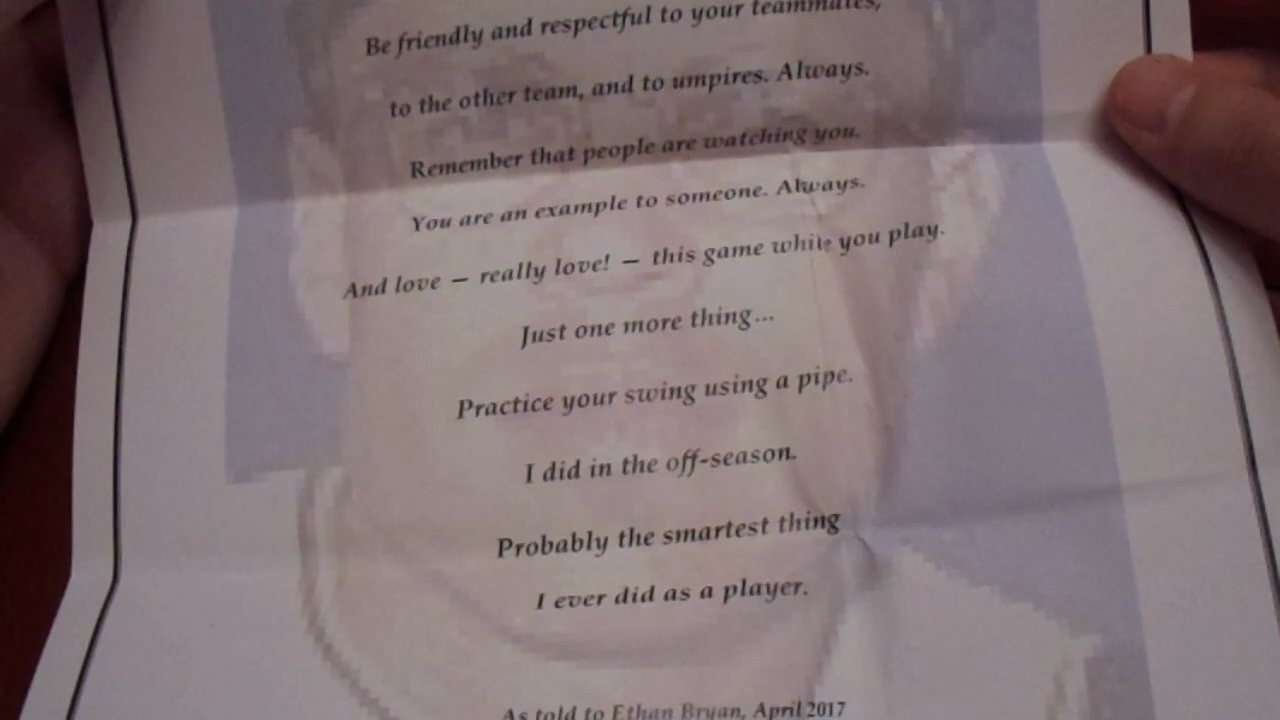 Be friendly and respectful to your teammates,
to the other team, and to umpires. Always.
Remember that people are watching you.
You are an example to someone. Always.
And love – really love! – this game while you play.
Just one more thing...
Practice your swing using a pipe.
I did in the off-season.
Probably the smartest thing
I ever did as a player.
As told to Ethan Bryan, April 2017